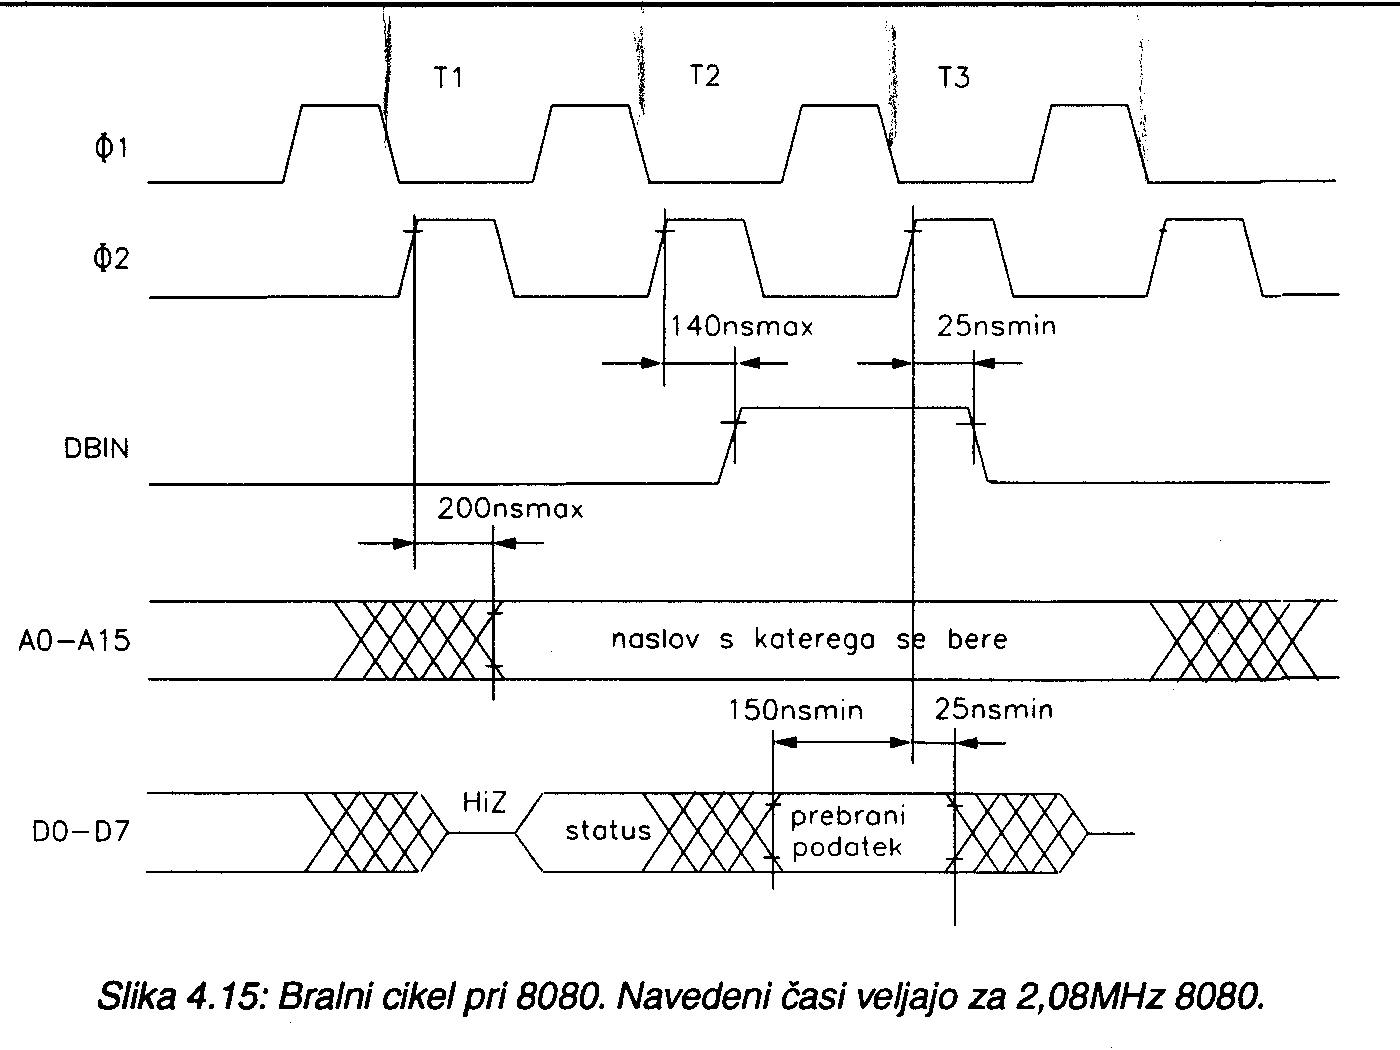 T1 T2 T3
Φ1
Φ2
140nsmax 25nsmin
DBIN
200nsmax
A0-A15 naslov s katerega se bere
150nsmin 25nsmin
HiZ
D0-D7 status prebrani
podatek
Slika 4.15: Bralni cikel pri 8080. Navedeni časi veljajo za 2,08MHz 8080.